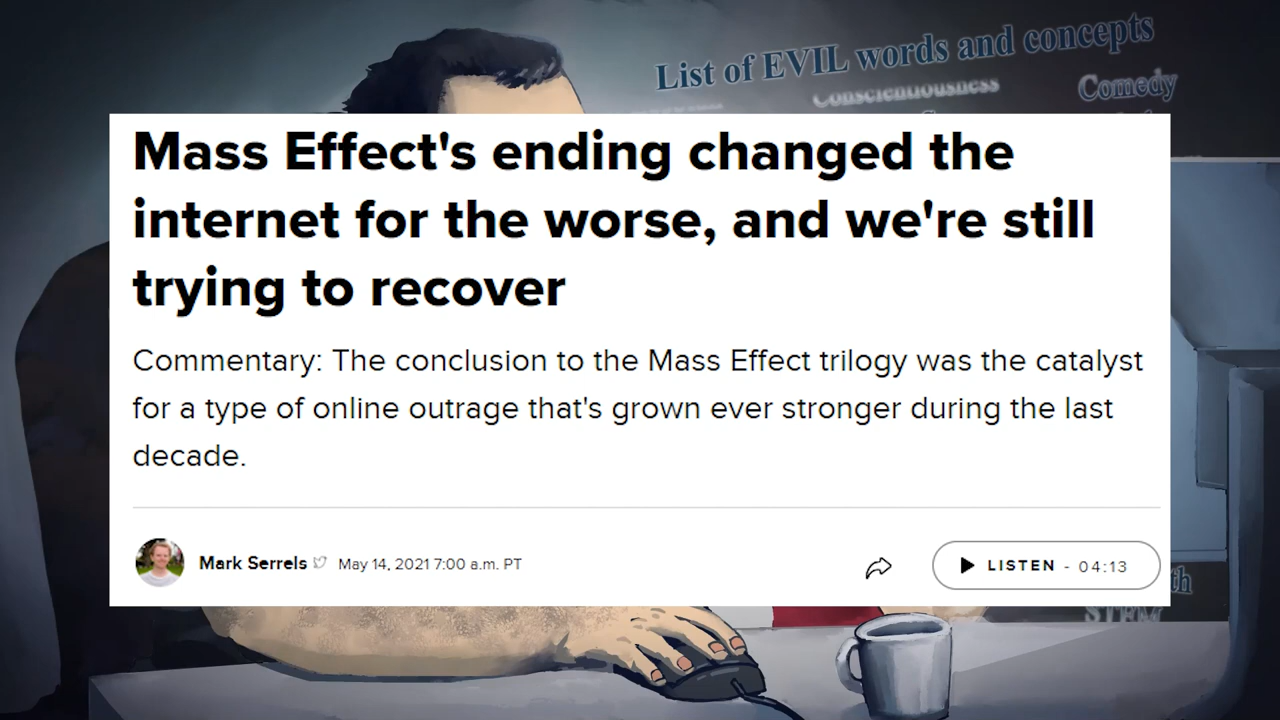 List of EVIL words and concepts
Conscientiousness
Comedy
Mass Effect's ending changed the
internet for the worse, and we're still
trying to recover
Commentary: The conclusion to the Mass Effect trilogy was the catalyst
for a type of online outrage that's grown ever stronger during the last
decade.
Mark Serrels May 14, 2021 7:00 a.m. PT
LISTEN - 04:13
STEM